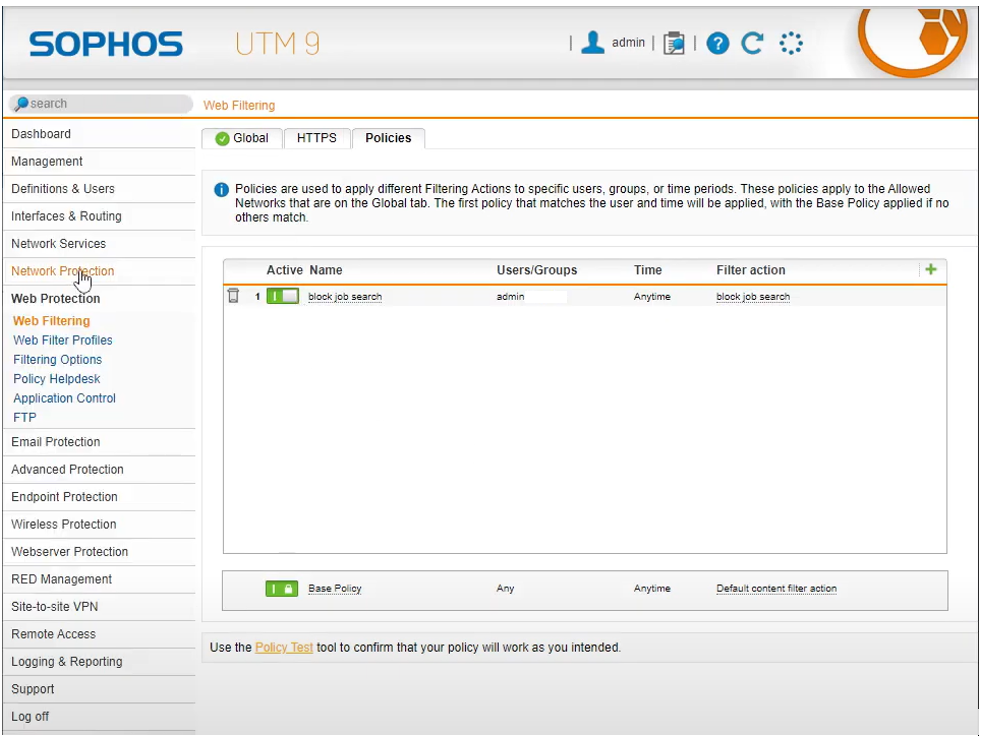 SOPHOS UTM 9
| admin | | ?
search
Web Filtering
Dashboard
Management
Definitions & Users
Interfaces & Routing
Network Services
Network Protection
Web Protection
Web Filtering
Web Filter Profiles
Filtering Options
Policy Helpdesk
Application Control
FTP
Email Protection
Advanced Protection
Endpoint Protection
Wireless Protection
Webserver Protection
RED Management
Site-to-site VPN
Remote Access
Logging & Reporting
Support
Log off
Global HTTPS Policies
Policies are used to apply different Filtering Actions to specific users, groups, or time periods. These policies apply to the Allowed
Networks that are on the Global tab. The first policy that matches the user and time will be applied, with the Base Policy applied if no
others match.
Active Name Users/Groups Time Filter action +
1 block job search admin Anytime block job search
Base Policy Any Anytime Default content filter action
Use the Policy Test tool to confirm that your policy will work as you intended.